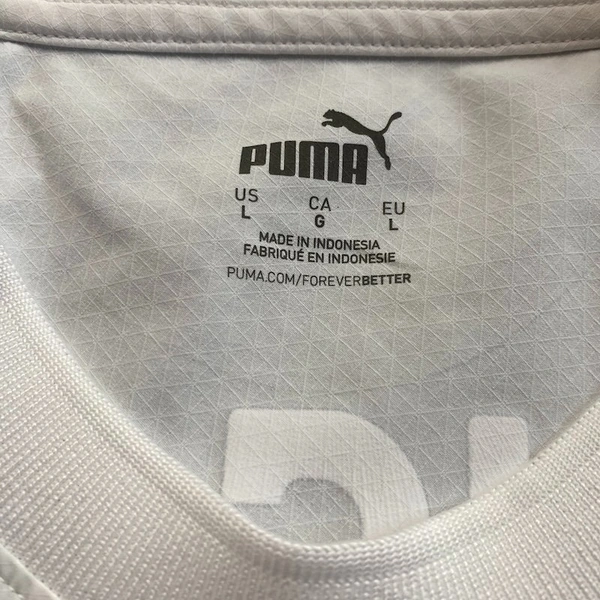 PUMA
US CA EU
L G L
MADE IN INDONESIA
FABRIQUÉ EN INDONESIE
PUMA.COM/FOREVERBETTER